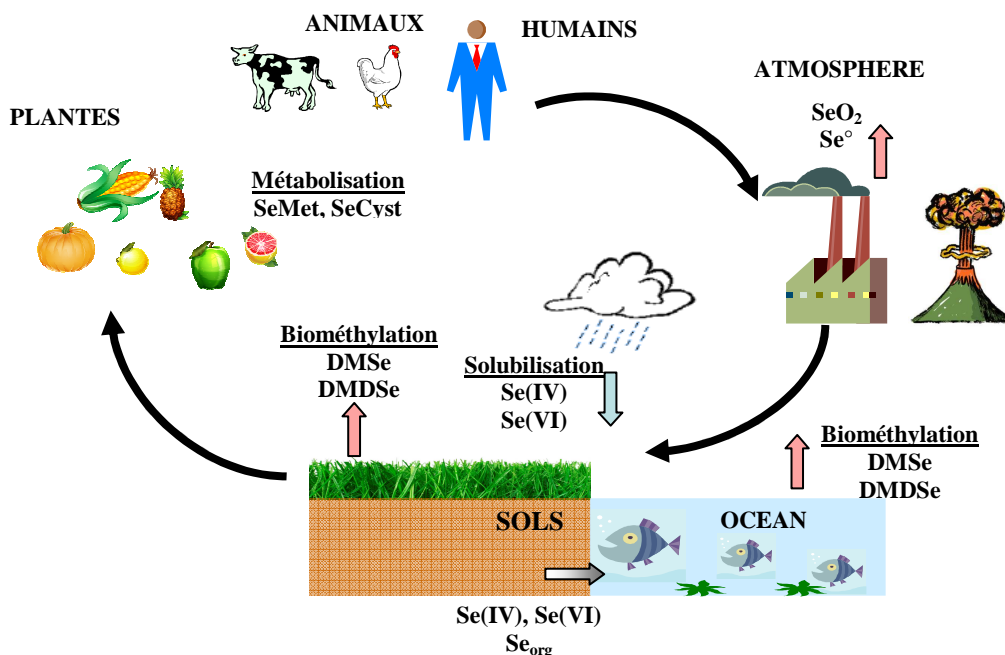 ANIMAUX
HUMAINS
ATMOSPHERE
SeO₂
Se°
PLANTES
Métabolisation
SeMet, SeCyst
Biométhylation
DMSe
DMDSe
Solubilisation
Se(IV)
Se(VI)
Biométhylation
DMSe
DMDSe
SOLS
OCEAN
Se(IV), Se(VI)
Seorg